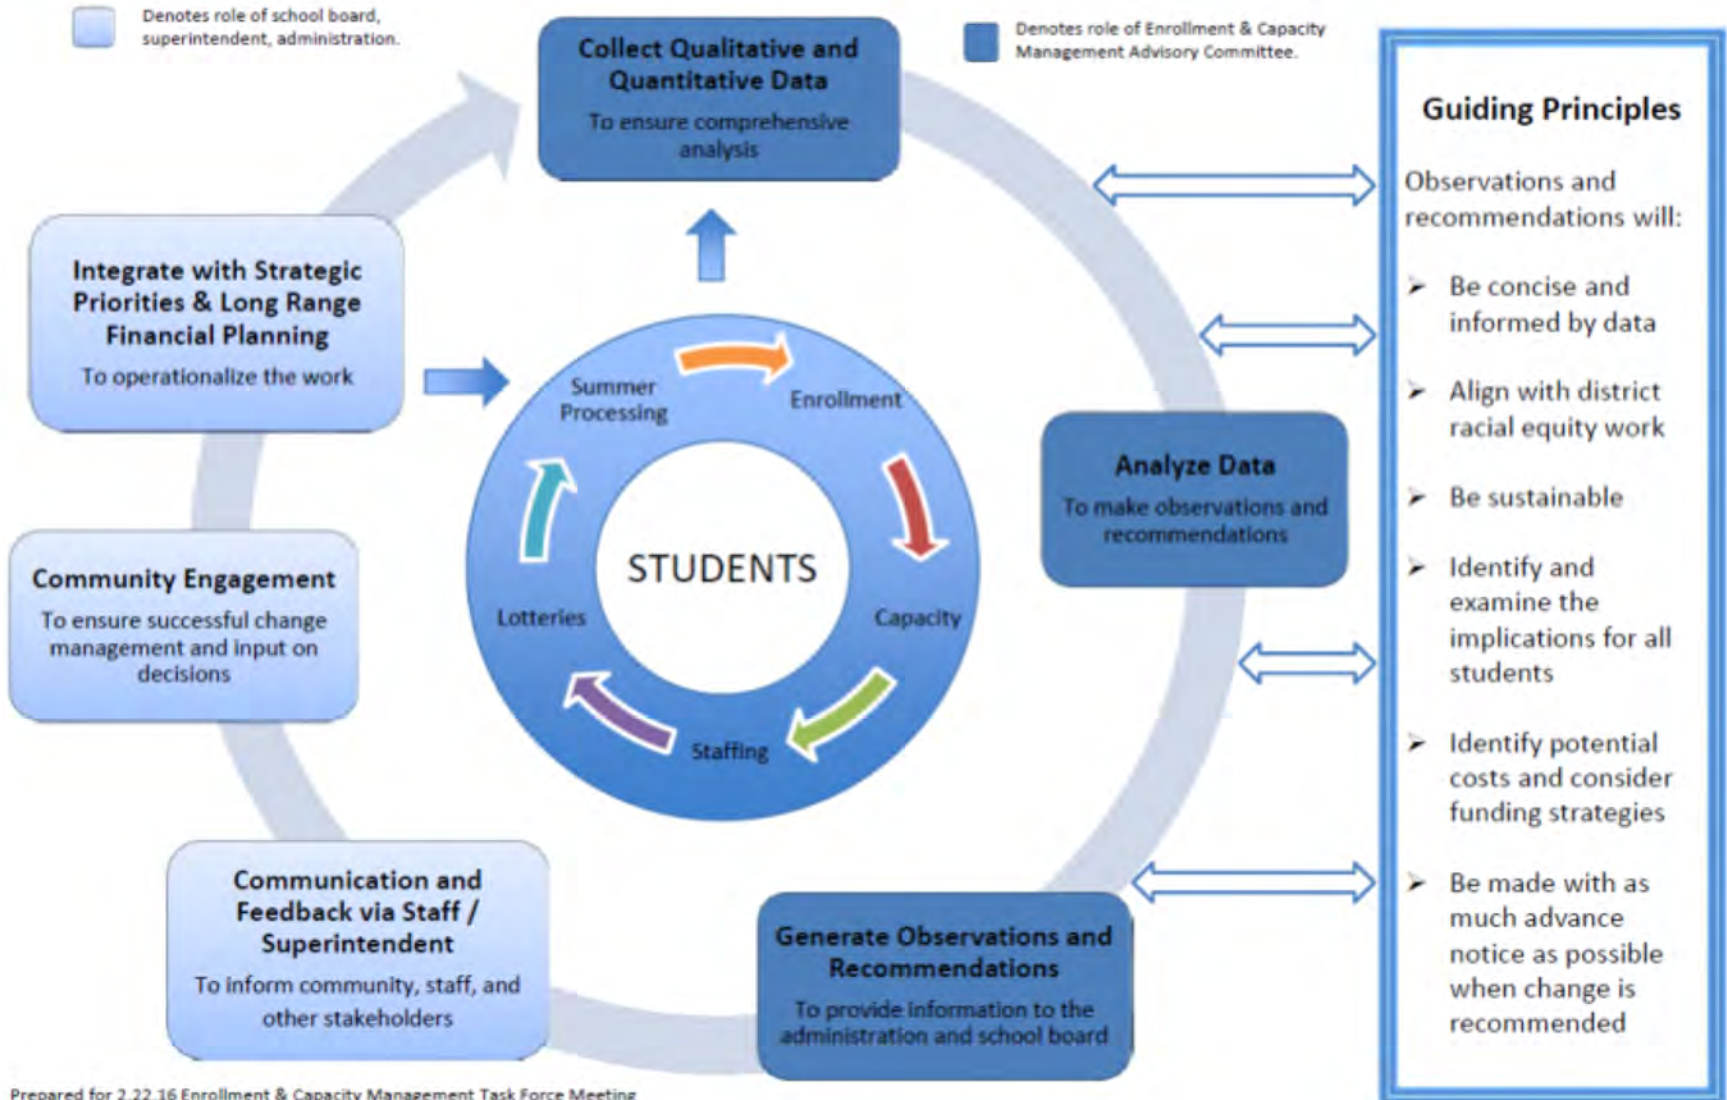 Denotes role of school board,
superintendent, administration.
Collect Qualitative and
Quantitative Data
To ensure comprehensive
analysis
Denotes role of Enrollment & Capacity
Management Advisory Committee.
Integrate with Strategic
Priorities & Long Range
Financial Planning
To operationalize the work
Community Engagement
To ensure successful change
management and input on
decisions
Communication and
Feedback via Staff /
Superintendent
To inform community, staff, and
other stakeholders
Summer
Processing
Enrollment
Capacity
Staffing
Lotteries
STUDENTS
Analyze Data
To make observations and
recommendations
Generate Observations and
Recommendations
To provide information to the
administration and school board
Guiding Principles
Observations and
recommendations will:
➢ Be concise and
informed by data
➢ Align with district
racial equity work
➢ Be sustainable
➢ Identify and
examine the
implications for all
students
➢ Identify potential
costs and consider
funding strategies
➢ Be made with as
much advance
notice as possible
when change is
recommended
Prepared for 2.22.16 Enrollment & Capacity Management Task Force Meeting